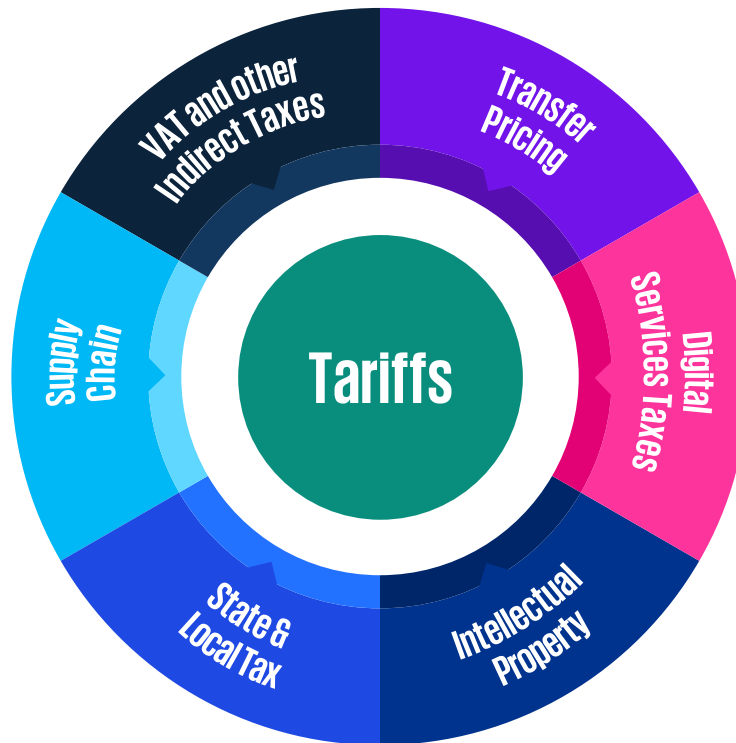 VAT and other
Indirect Taxes
Transfer
Pricing
Digital
Services Taxes
Intellectual
Property
State &
Local Tax
Supply
Chain
Tariffs